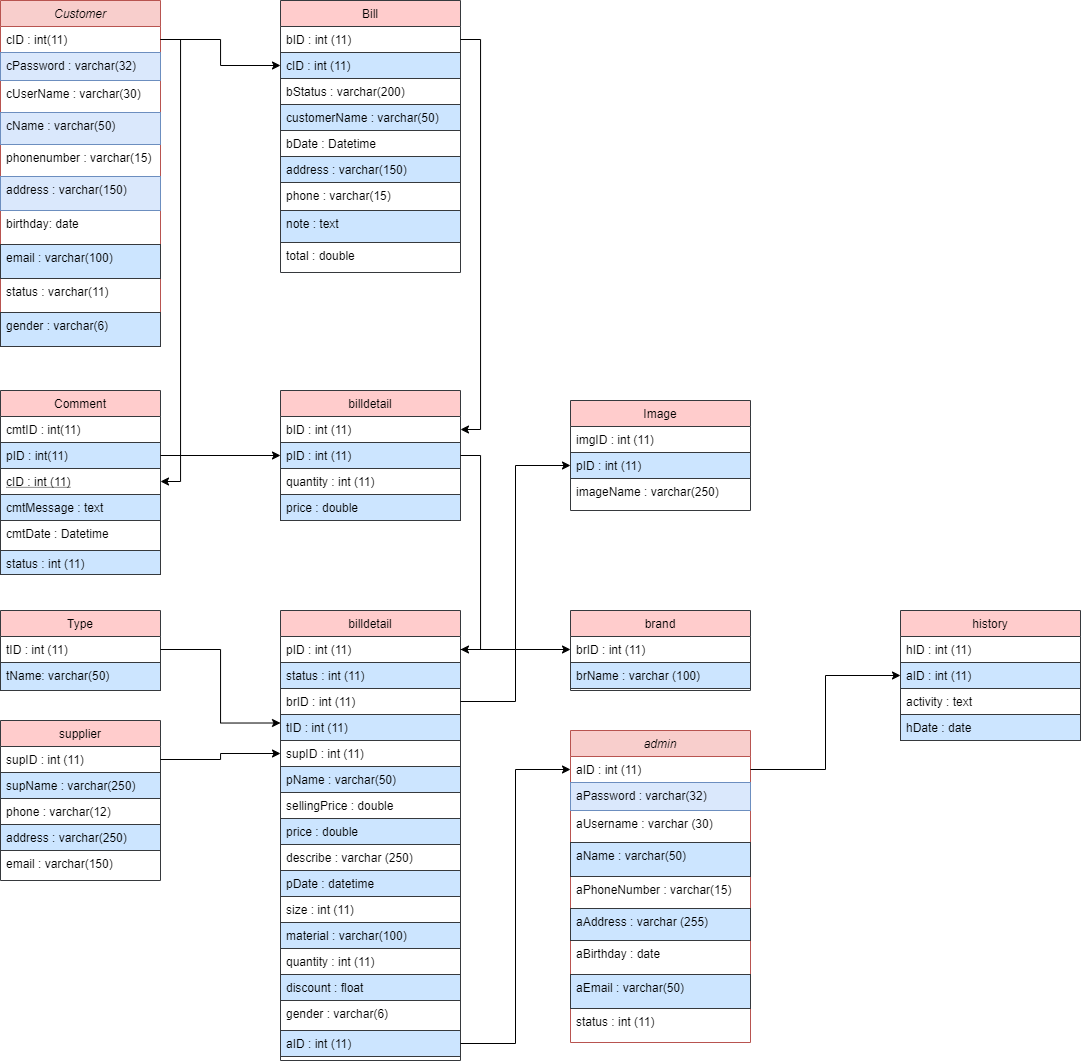 Customer
cID : int(11)
cPassword : varchar(32)
cUserName : varchar(30)
cName : varchar(50)
phonenumber : varchar(15)
address : varchar(150)
birthday: date
email : varchar(100)
status : varchar(11)
gender : varchar(6)
Bill
bID : int (11)
cID : int (11)
bStatus : varchar(200)
customerName : varchar(50)
bDate : Datetime
address : varchar(150)
phone : varchar(15)
note : text
total : double
Comment
cmtID : int(11)
pID : int(11)
cID : int (11)
cmtMessage : text
cmtDate : Datetime
status : int (11)
billdetail
bID : int (11)
pID : int (11)
quantity : int (11)
price : double
Image
imgID : int (11)
pID : int (11)
imageName : varchar(250)
Type
tID : int (11)
tName: varchar(50)
supplier
supID : int (11)
supName : varchar(250)
phone : varchar(12)
address : varchar(250)
email : varchar(150)
billdetail
pID : int (11)
status : int (11)
brID : int (11)
tID : int (11)
supID : int (11)
pName : varchar(50)
sellingPrice : double
price : double
describe : varchar (250)
pDate : datetime
size : int (11)
material : varchar(100)
quantity : int (11)
discount : float
gender : varchar(6)
aID : int (11)
brand
brID : int (11)
brName : varchar (100)
admin
aID : int (11)
aPassword : varchar(32)
aUsername : varchar (30)
aName : varchar(50)
aPhoneNumber : varchar(15)
aAddress : varchar (255)
aBirthday : date
aEmail : varchar(50)
status : int (11)
history
hID : int (11)
aID : int (11)
activity : text
hDate : date